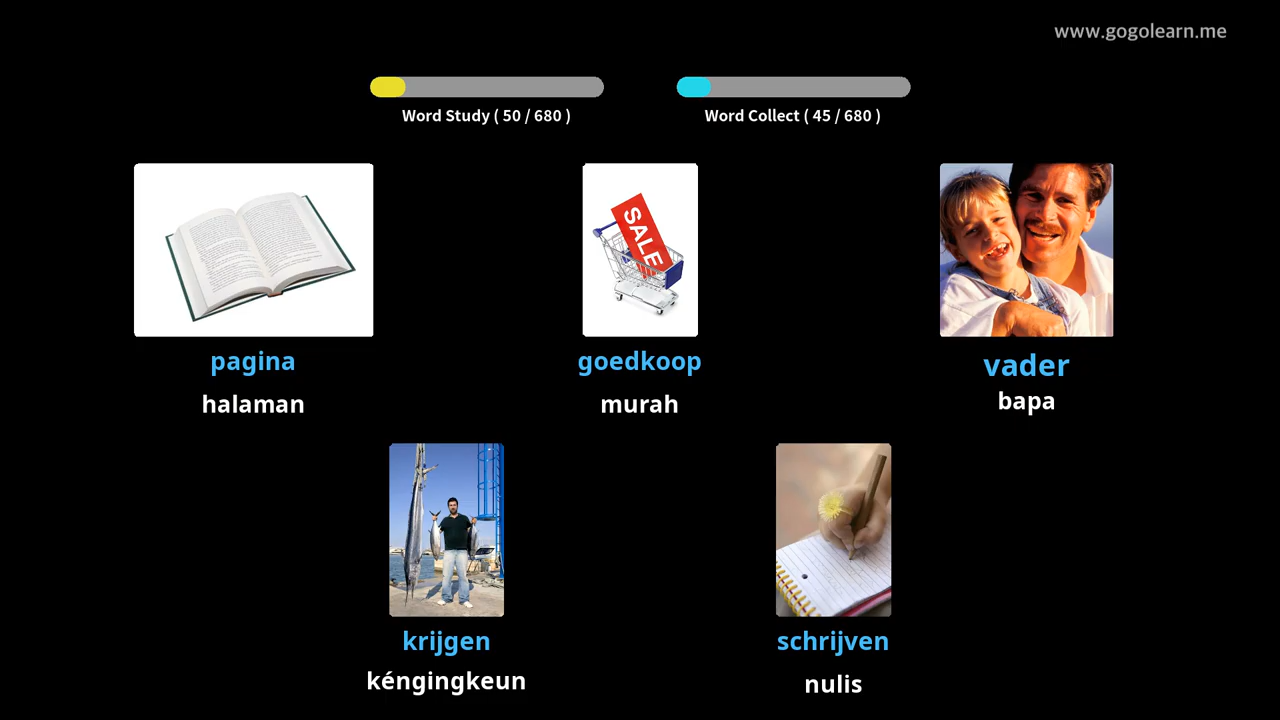 www.gogolearn.me
Word Study ( 50 / 680 )
Word Collect ( 45 / 680 )
SALE
pagina
halaman
goedkoop
murah
vader
bapa
krijgen
kéngingkeun
schrijven
nulis